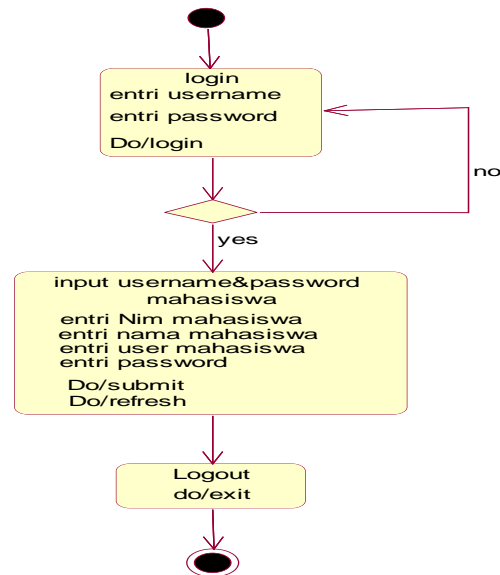 login
entri username
entri password
Do/login
no
yes
input username&password
mahasiswa
entri Nim mahasiswa
entri nama mahasiswa
entri user mahasiswa
entri password
Do/submit
Do/refresh
Logout
do/exit